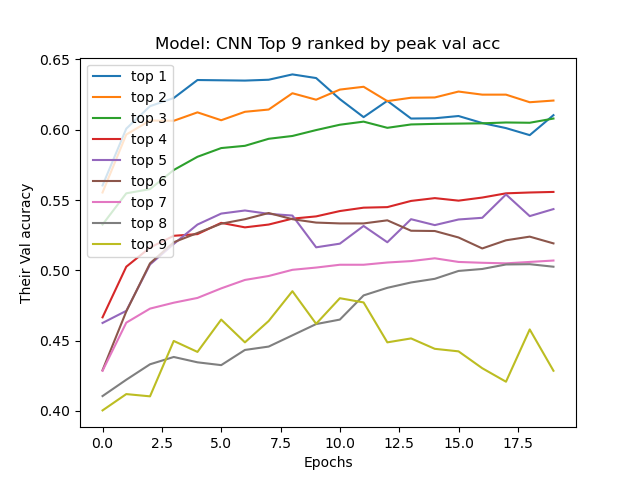 Model: CNN Top 9 ranked by peak val acc
0.65
0.60
0.55
0.50
0.45
0.40
Their Val acuracy
top 1
top 2
top 3
top 4
top 5
top 6
top 7
top 8
top 9
0.0 2.5 5.0 7.5 10.0 12.5 15.0 17.5
Epochs